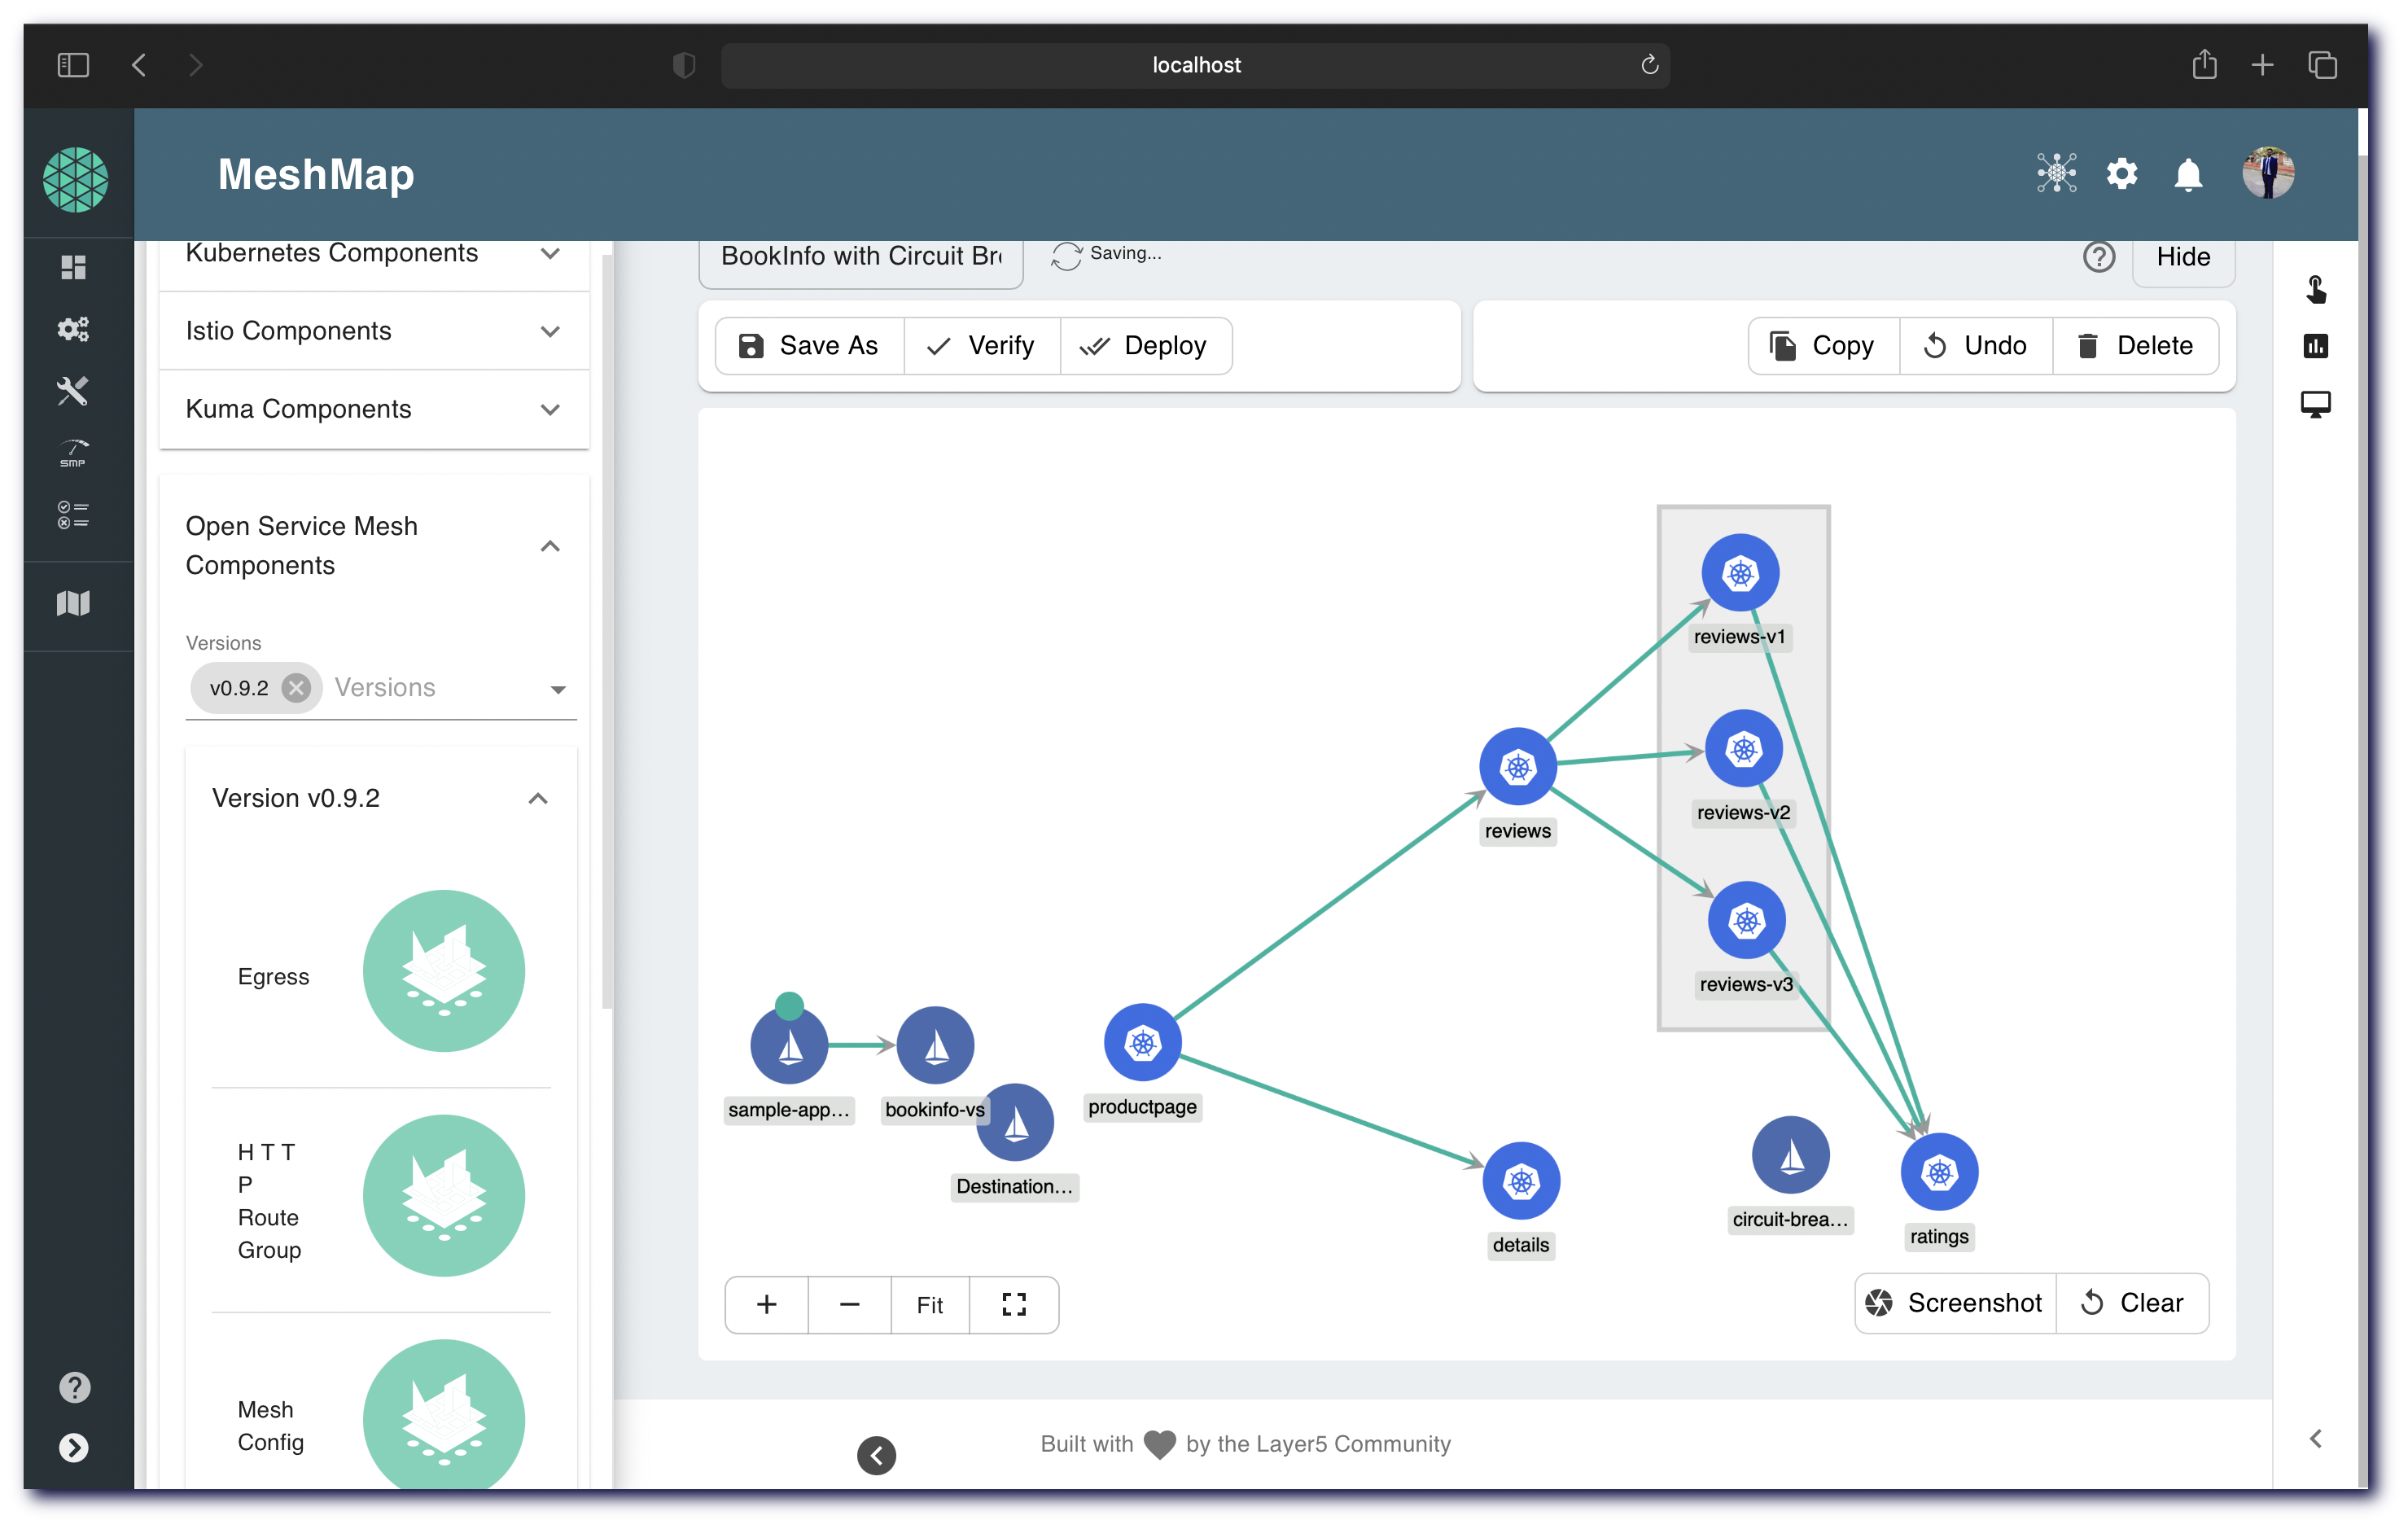 localhost
MeshMap
SMP
Kubernetes Components
Istio Components
Kuma Components
Open Service Mesh
Components
Versions
v0.9.2
Versions
Version v0.9.2
Egress
H T T
P
Route
Group
Mesh
Config
BookInfo with Circuit Br
Saving...
Hide
Save As
Verify
Deploy
Copy
Undo
Delete
reviews-v1
reviews-v2
reviews
reviews-v3
sample-app...
bookinfo-vs
productpage
Destination...
details
circuit-brea...
ratings
Fit
Screenshot
Clear
Built with by the Layer5 Community